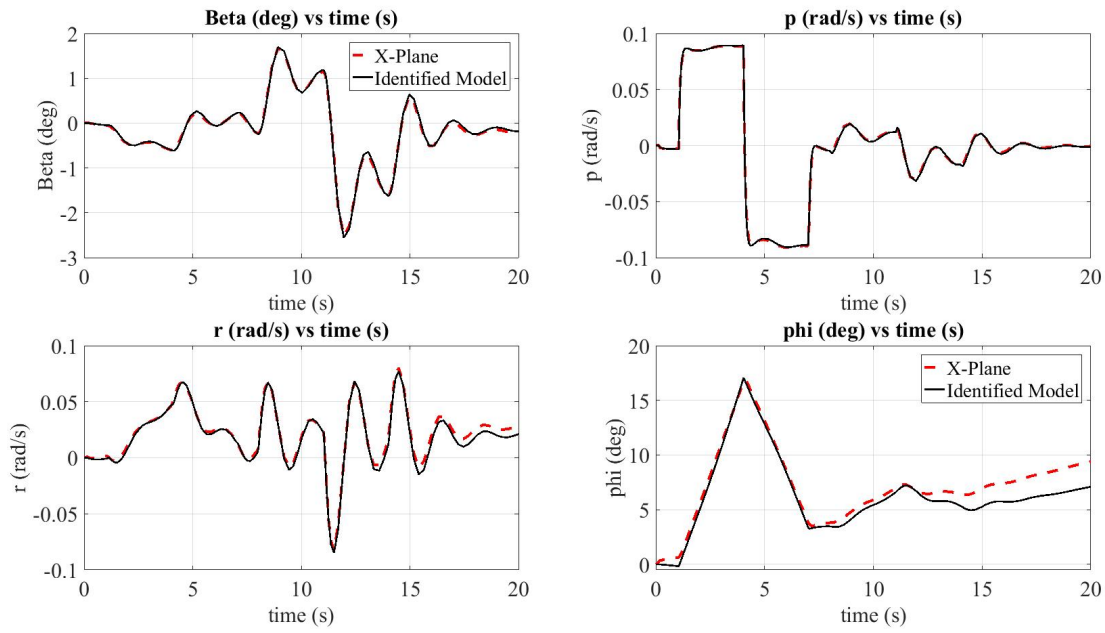 Beta (deg) vs time (s)
2
1
0
-1
-2
-3
Beta (deg)
X-Plane
Identified Model
0 5 10 15 20
time (s)
p (rad/s) vs time (s)
0.1
0.05
0
-0.05
-0.1
p (rad/s)
0 5 10 15 20
time (s)
r (rad/s) vs time (s)
0.1
0.05
0
-0.05
-0.1
r (rad/s)
0 5 10 15 20
time (s)
phi (deg) vs time (s)
20
15
10
5
0
phi (deg)
X-Plane
Identified Model
0 5 10 15 20
time (s)